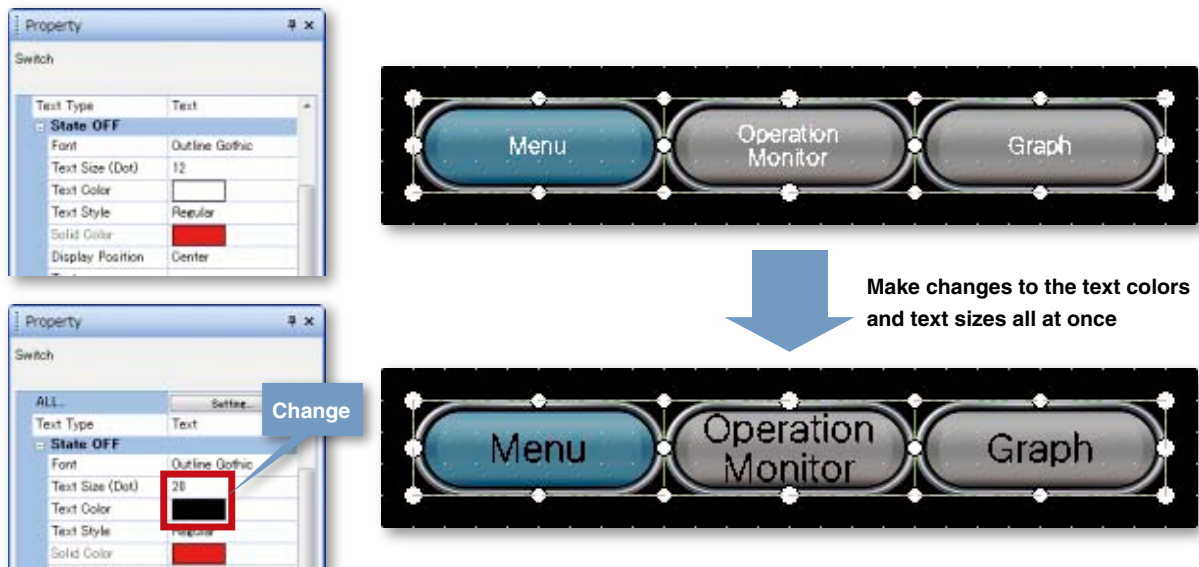 Property
Switch
Text Type Text
State OFF
Font Outline Gothic
Text Size (Dot) 12
Text Color
Text Style Regular
Solid Color
Display Position Center
Menu
Operation
Monitor
Graph
Make changes to the text colors
and text sizes all at once
Property
Switch
ALL... Setting...
Change
Text Type Text
State OFF
Font Outline Gothic
Text Size (Dot) 20
Text Color
Text Style Regular
Solid Color
Menu
Operation
Monitor
Graph